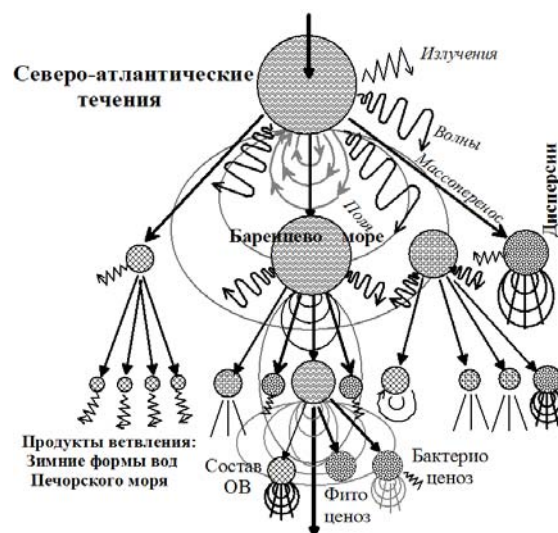 Северо-атлантические
течения
Излучения
Волны
Массоперенос
Поля
Дисперсии
Баренцево море
Продукты ветвления:
Зимние формы вод
Печорского моря
Состав
ОВ
Фито
ценоз
Бактерио
ценоз